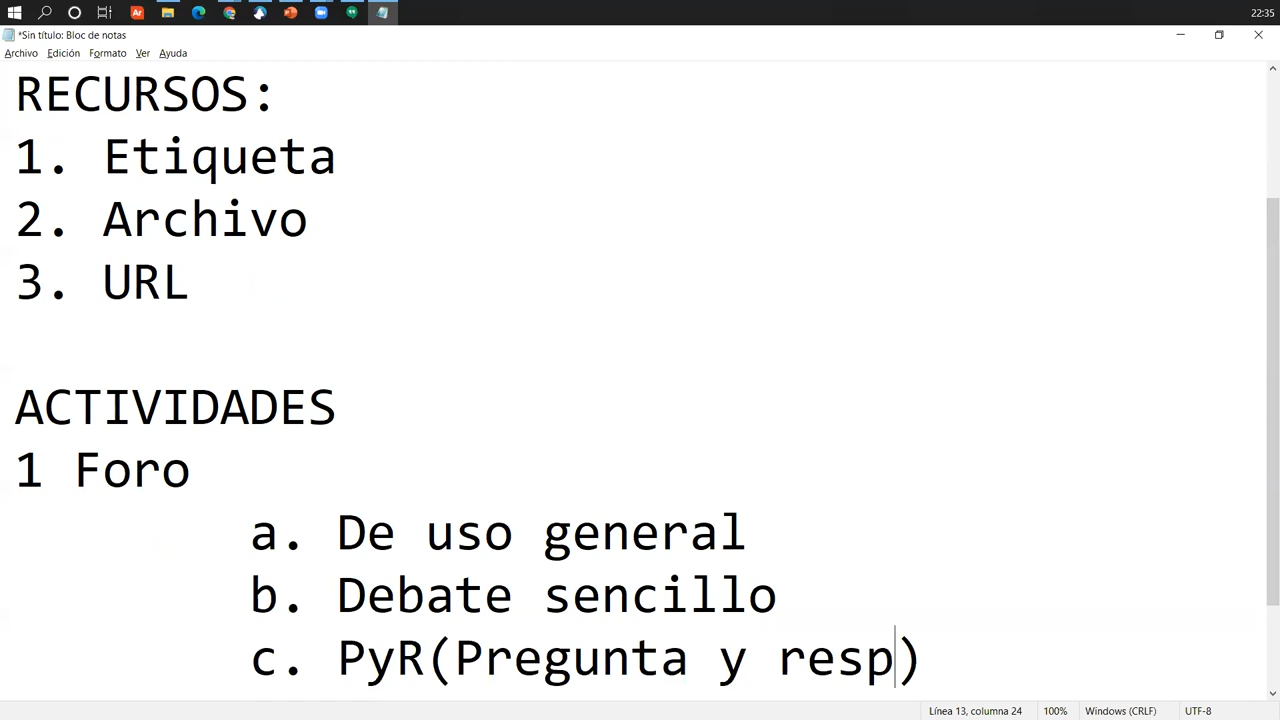 22:35
*Sin título: Bloc de notas
Archivo Edición Formato Ver Ayuda
RECURSOS:
1. Etiqueta
2. Archivo
3. URL
ACTIVIDADES
1 Foro
a. De uso general
b. Debate sencillo
c. PyR(Pregunta y resp)
Línea 13, columna 24 100% Windows (CRLF) UTF-8